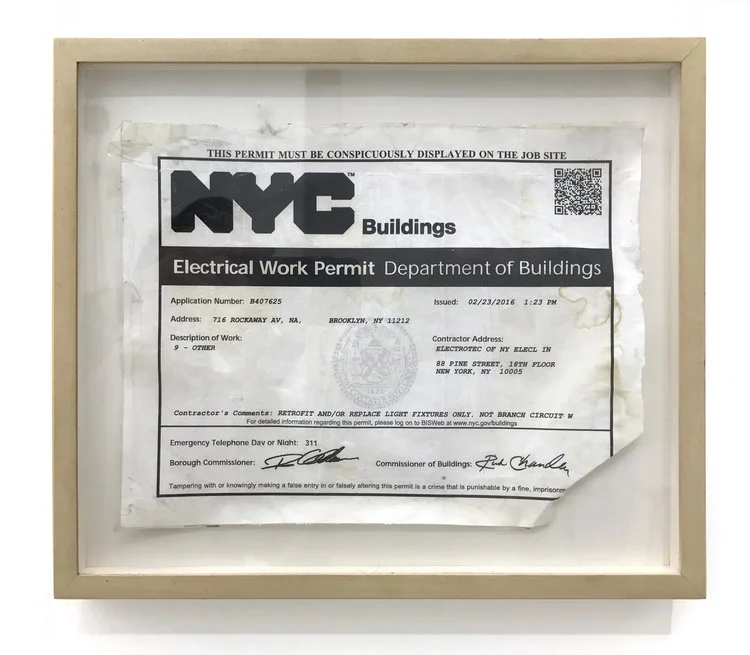 THIS PERMIT MUST BE CONSPICUOUSLY DISPLAYED ON THE JOB SITE
NYC™ Buildings
Electrical Work Permit Department of Buildings
Application Number: B407625 Issued: 02/23/2016 1:23 PM
Address: 716 ROCKAWAY AV, NA, BROOKLYN, NY 11212
Description of Work: Contractor Address:
9 - OTHER ELECTROTEC OF NY ELECL IN
88 PINE STREET, 18TH FLOOR
NEW YORK, NY 10005
Contractor's Comments: RETROFIT AND/OR REPLACE LIGHT FIXTURES ONLY. NOT BRANCH CIRCUIT W
For detailed information regarding this permit, please log on to BISWeb at www.nyc.gov/buildings
Emergency Telephone Day or Night: 311
Borough Commissioner: Commissioner of Buildings:
Tampering with or knowingly making a false entry in or falsely altering this permit is a crime that is punishable by a fine, imprisonm